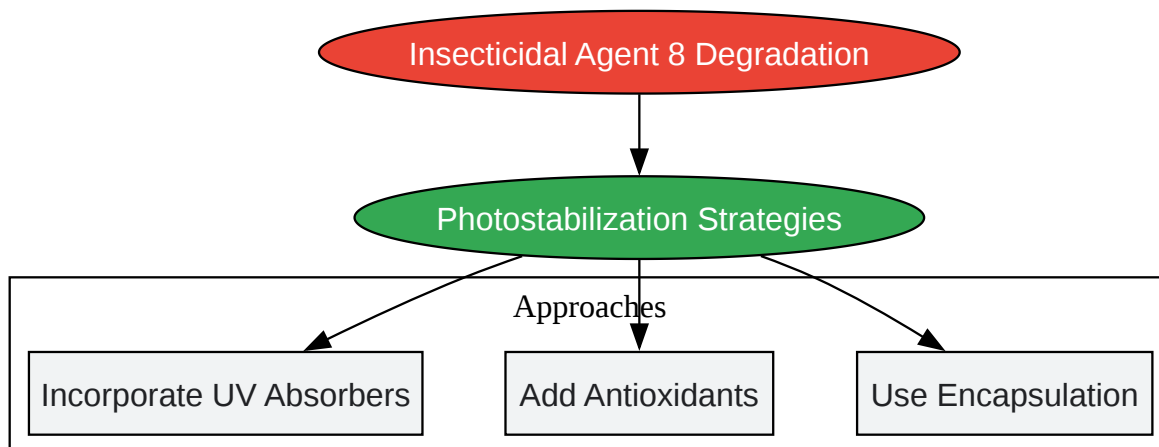 Insecticidal Agent 8 Degradation
Photostabilization Strategies
Approaches
Incorporate UV Absorbers
Add Antioxidants
Use Encapsulation